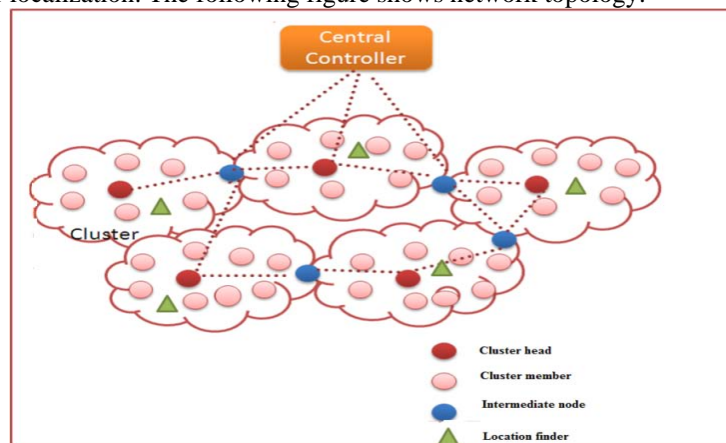 localization. The following figure shows network topology.
Central
Controller
Cluster
Cluster head
Cluster member
Intermediate node
Location finder